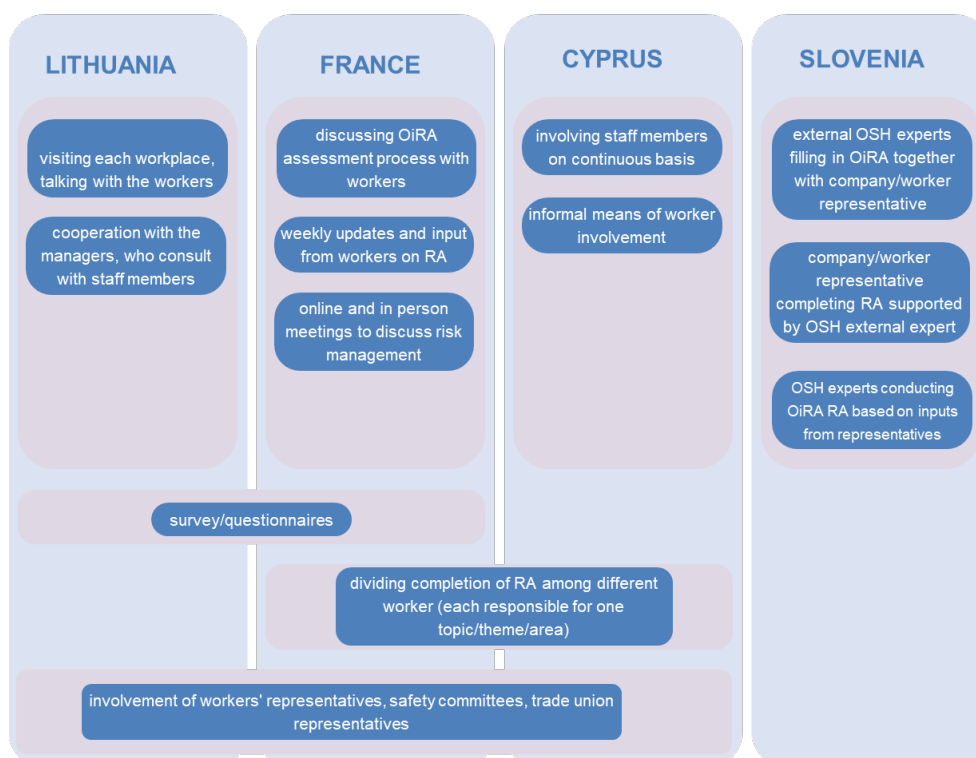 LITHUANIA
visiting each workplace,
talking with the workers
cooperation with the
managers, who consult
with staff members
FRANCE
discussing OiRA
assessment process with
workers
weekly updates and input
from workers on RA
online and in person
meetings to discuss risk
management
CYPRUS
involving staff members
on continuous basis
informal means of worker
involvement
SLOVENIA
external OSH experts
filling in OiRA together
with company/worker
representative
company/worker
representative
completing RA supported
by OSH external expert
OSH experts conducting
OiRA RA based on inputs
from representatives
survey/questionnaires
dividing completion of RA among different
worker (each responsible for one
topic/theme/area)
involvement of workers' representatives, safety committees, trade union
representatives